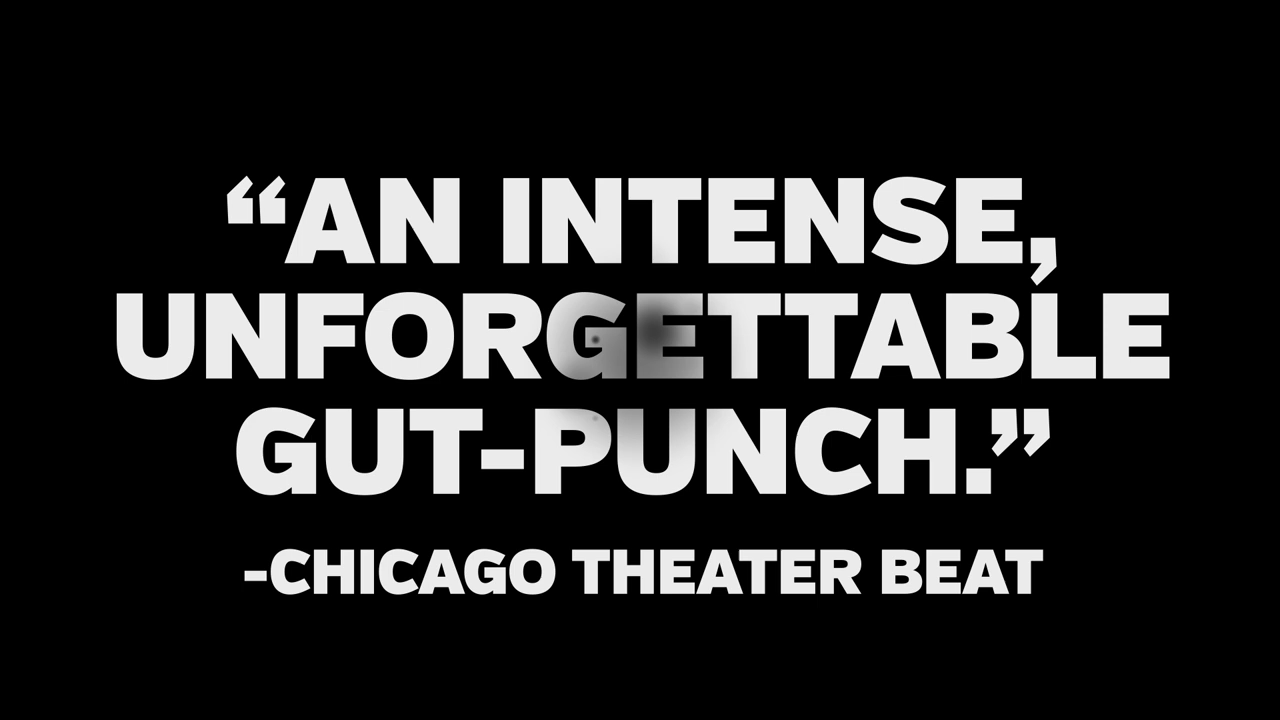 “AN INTENSE,
UNFORGETTABLE
GUT-PUNCH.”
-CHICAGO THEATER BEAT